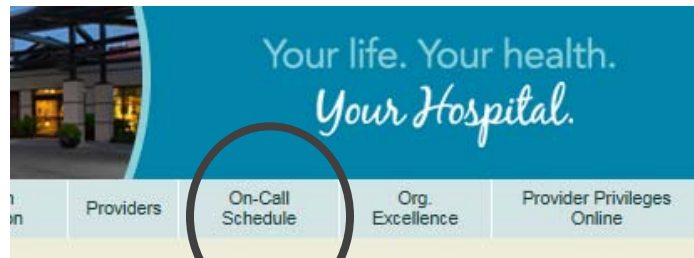 Your life. Your health.
Your Hospital.
Providers
On-Call
Schedule
Org.
Excellence
Provider Privileges
Online